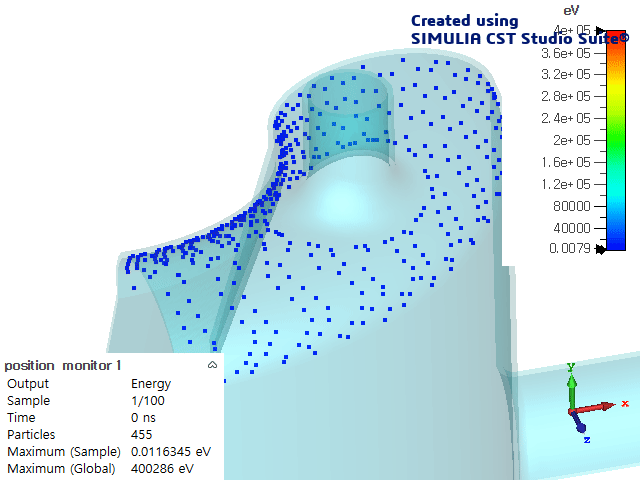 Created using
SIMULIA CST Studio Suite®
eV
4e+05
3.6e+05
3.2e+05
2.8e+05
2.4e+05
2e+05
1.6e+05
1.2e+05
80000
40000
0.0079
y
x
z
position monitor 1
Output Energy
Sample 1/100
Time 0 ns
Particles 455
Maximum (Sample) 0.0116345 eV
Maximum (Global) 400286 eV